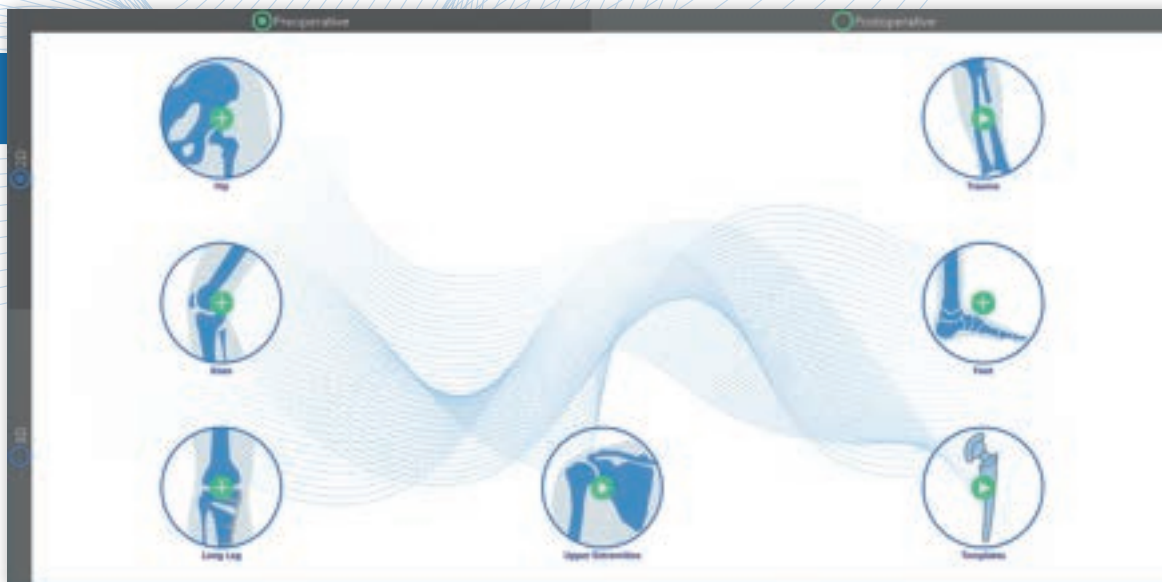 Preoperative
Postoperative
2D
3D
Hip
Trauma
Knee
Foot
Long Leg
Upper Extremities
Templates